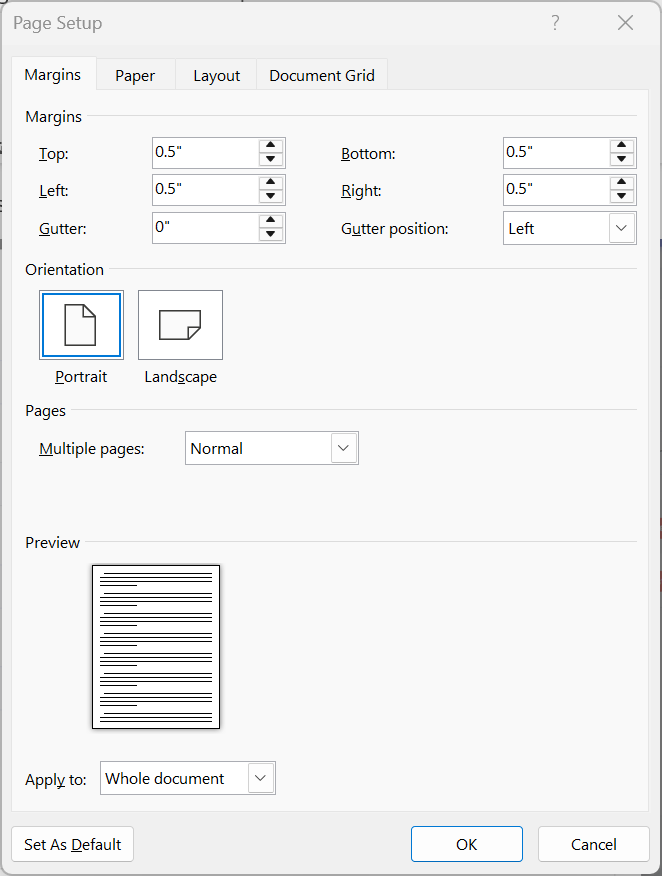 Page Setup
Margins Paper Layout Document Grid
Margins
Top: 0.5" Bottom: 0.5"
Left: 0.5" Right: 0.5"
Gutter: 0" Gutter position: Left
Orientation
Portrait Landscape
Pages
Multiple pages: Normal
Preview
Apply to: Whole document
Set As Default OK Cancel